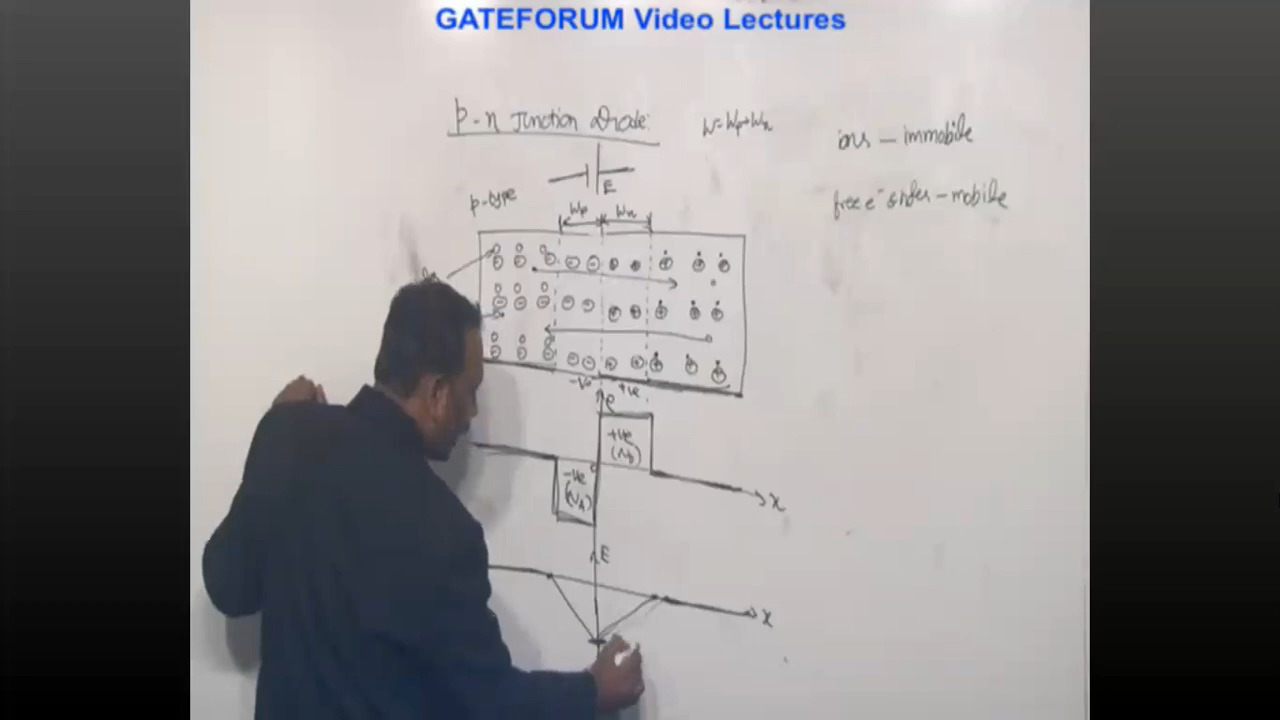 GATEFORUM Video Lectures
p-n Junction Diode:
W=Wp+Wn
ions – immobile
E
p-type
free e⁻s holes – mobile
Wp
Wn
-ve
+ve
ρ
+ve
(ND)
-ve
(NA)
x
E
x